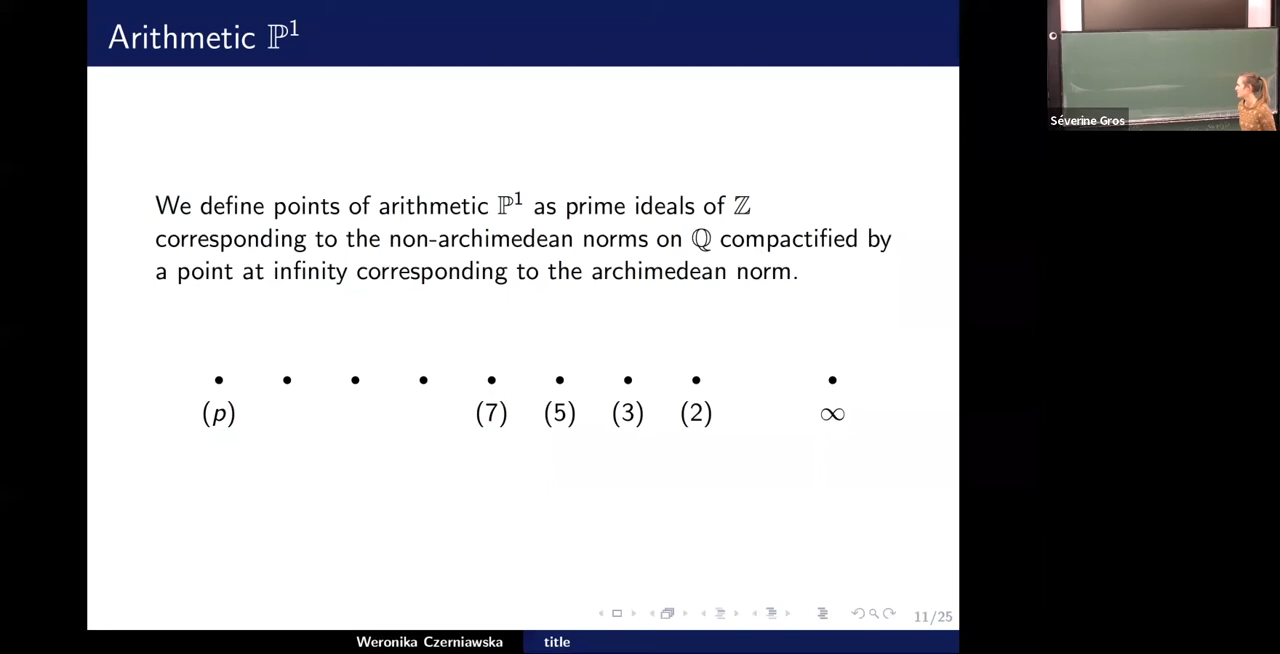 Arithmetic ℙ¹
Séverine Gros
We define points of arithmetic ℙ¹ as prime ideals of ℤ
corresponding to the non-archimedean norms on ℚ compactified by
a point at infinity corresponding to the archimedean norm.
(p) (7) (5) (3) (2) ∞
11/25
Weronika Czerniawska title